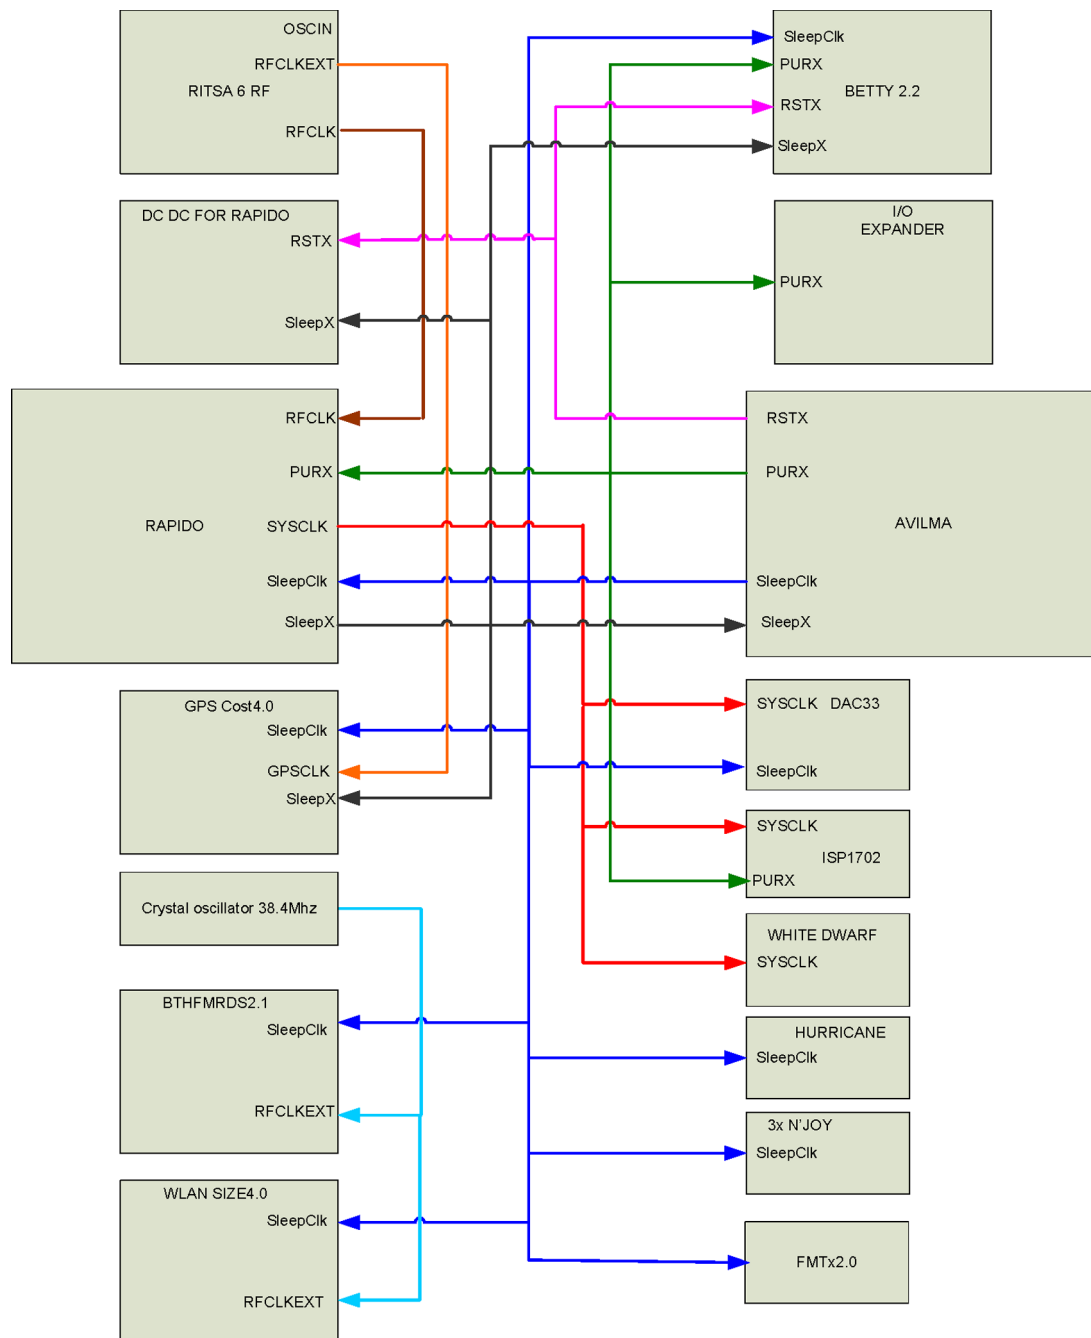 OSCIN
RFCLKEXT
RITSA 6 RF
RFCLK
DC DC FOR RAPIDO
RSTX
SleepX
RFCLK
PURX
RAPIDO
SYSCLK
SleepClk
SleepX
GPS Cost4.0
SleepClk
GPSCLK
SleepX
Crystal oscillator 38.4Mhz
BTHFMRDS2.1
SleepClk
RFCLKEXT
WLAN SIZE4.0
SleepClk
RFCLKEXT
SleepClk
PURX
BETTY 2.2
RSTX
SleepX
I/O
EXPANDER
PURX
RSTX
PURX
AVILMA
SleepClk
SleepX
SYSCLK DAC33
SleepClk
SYSCLK
ISP1702
PURX
WHITE DWARF
SYSCLK
HURRICANE
SleepClk
3x N'JOY
SleepClk
FMTx2.0